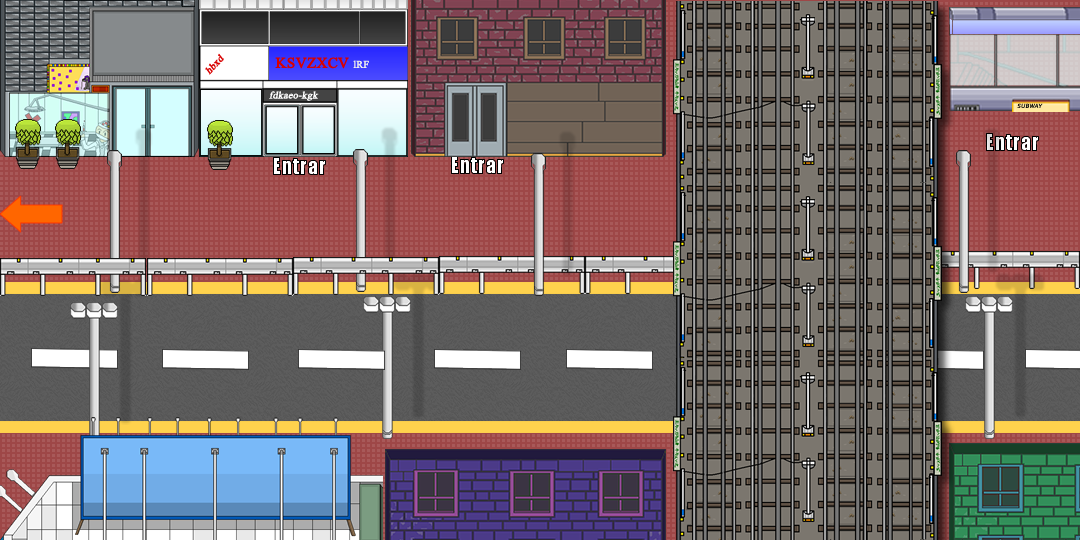 hbxd
KSVZXCV IRF
fdkaeo-kgk
Entrar
Entrar
SUBWAY
Entrar